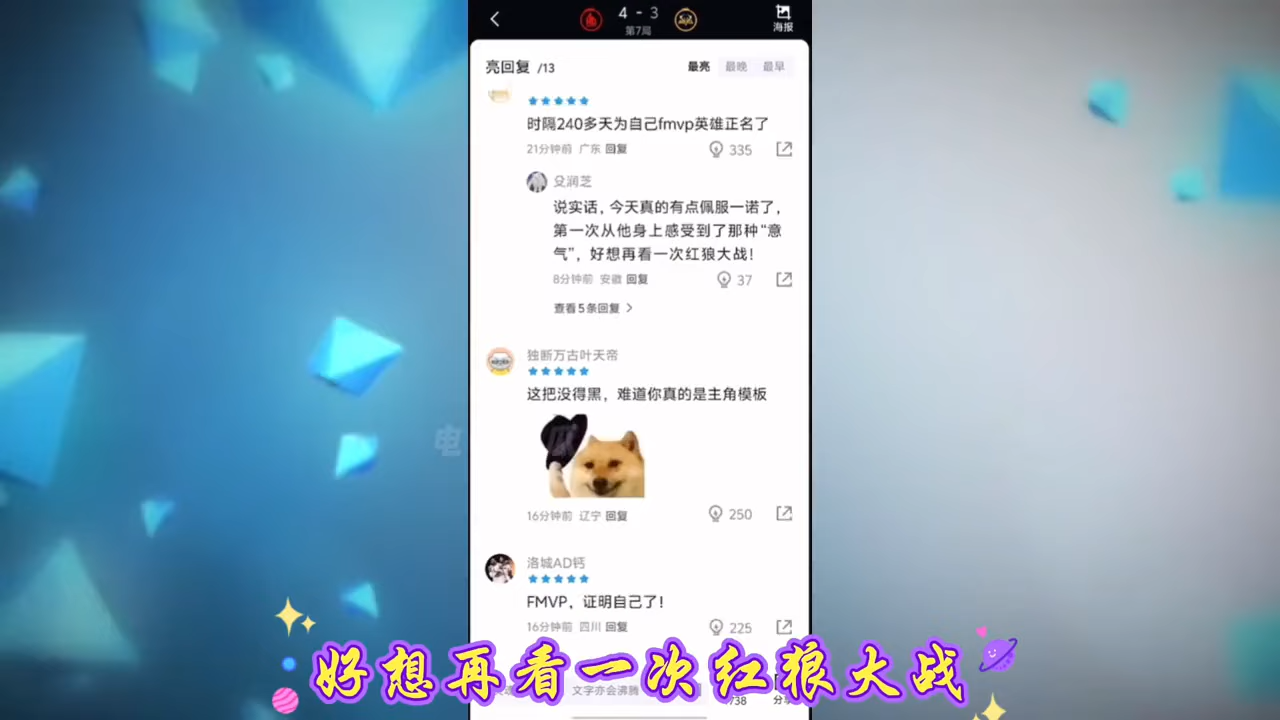 4 - 3
第7局
海报
亮回复 /13
最亮 最晚 最早
时隔240多天为自己fmvp英雄正名了
21分钟前 广东 回复 335
殳润芝
说实话，今天真的有点佩服一诺了，
第一次从他身上感受到了那种“意
气”，好想再看一次红狼大战！
8分钟前 安徽 回复 37
查看5条回复 >
独断万古叶天帝
这把没得黑，难道你真的是主角模板
电
16分钟前 辽宁 回复 250
洛城AD钙
FMVP，证明自己了！
16分钟前 四川 回复 225
好想再看一次红狼大战
文字亦会沸腾
738